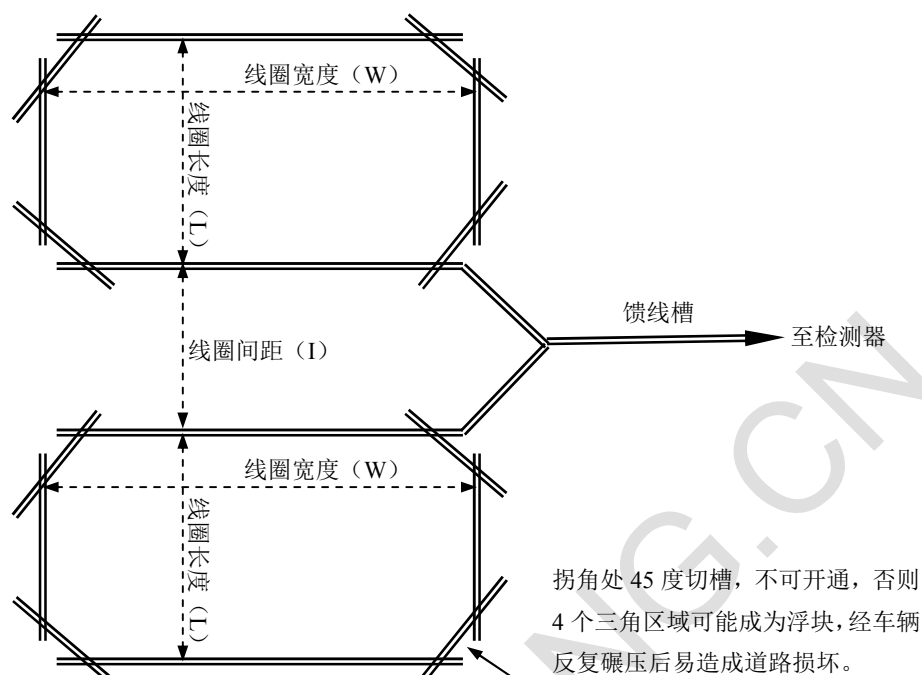 线圈宽度（W）
线圈长度（L）
馈线槽
至检测器
线圈间距（I）
线圈宽度（W）
线圈长度（L）
拐角处 45 度切槽，不可开通，否则
4 个三角区域可能成为浮块，经车辆
反复碾压后易造成道路损坏。
NG.CN